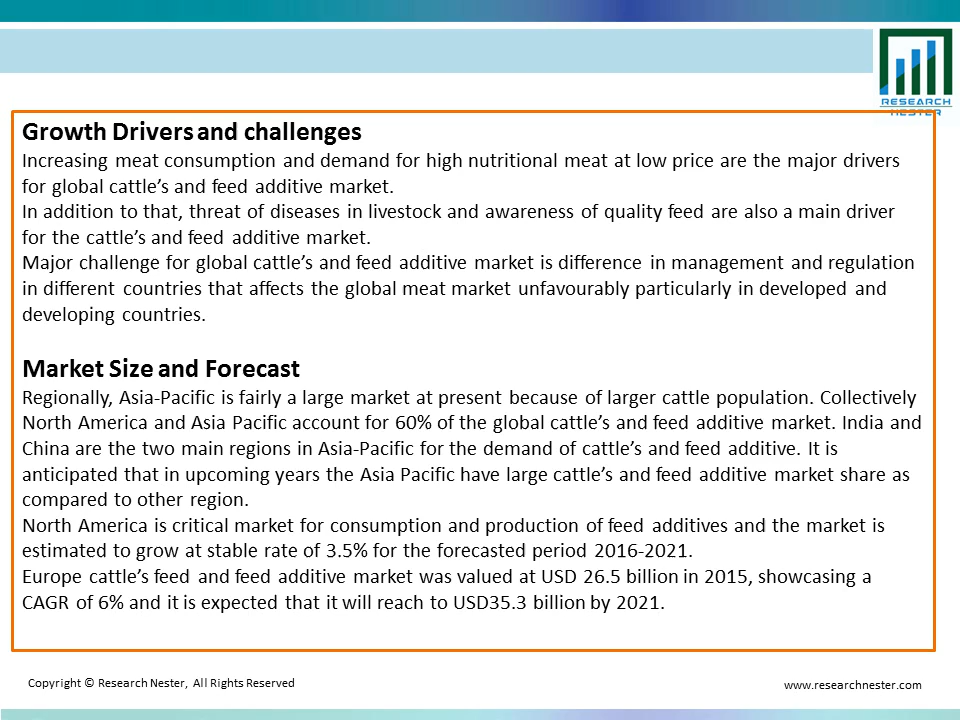 RESEARCH
NESTER
Growth Drivers and challenges
Increasing meat consumption and demand for high nutritional meat at low price are the major drivers
for global cattle’s and feed additive market.
In addition to that, threat of diseases in livestock and awareness of quality feed are also a main driver
for the cattle’s and feed additive market.
Major challenge for global cattle’s and feed additive market is difference in management and regulation
in different countries that affects the global meat market unfavourably particularly in developed and
developing countries.
Market Size and Forecast
Regionally, Asia-Pacific is fairly a large market at present because of larger cattle population. Collectively
North America and Asia Pacific account for 60% of the global cattle’s and feed additive market. India and
China are the two main regions in Asia-Pacific for the demand of cattle’s and feed additive. It is
anticipated that in upcoming years the Asia Pacific have large cattle’s and feed additive market share as
compared to other region.
North America is critical market for consumption and production of feed additives and the market is
estimated to grow at stable rate of 3.5% for the forecasted period 2016-2021.
Europe cattle’s feed and feed additive market was valued at USD 26.5 billion in 2015, showcasing a
CAGR of 6% and it is expected that it will reach to USD35.3 billion by 2021.
Copyright © Research Nester, All Rights Reserved
www.researchnester.com